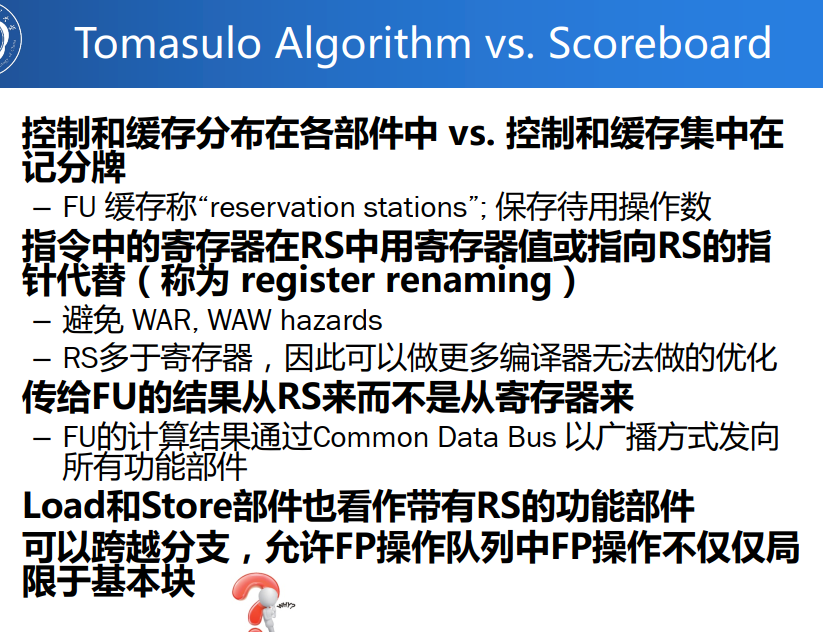 Tomasulo Algorithm vs. Scoreboard
控制和缓存分布在各部件中 vs. 控制和缓存集中在
记分牌
– FU 缓存称“reservation stations”; 保存待用操作数
指令中的寄存器在RS中用寄存器值或指向RS的指
针代替（称为 register renaming）
– 避免 WAR, WAW hazards
– RS多于寄存器，因此可以做更多编译器无法做的优化
传给FU的结果从RS来而不是从寄存器来
– FU的计算结果通过Common Data Bus 以广播方式发向
所有功能部件
Load和Store部件也看作带有RS的功能部件
可以跨越分支，允许FP操作队列中FP操作不仅仅局
限于基本块
WHY?